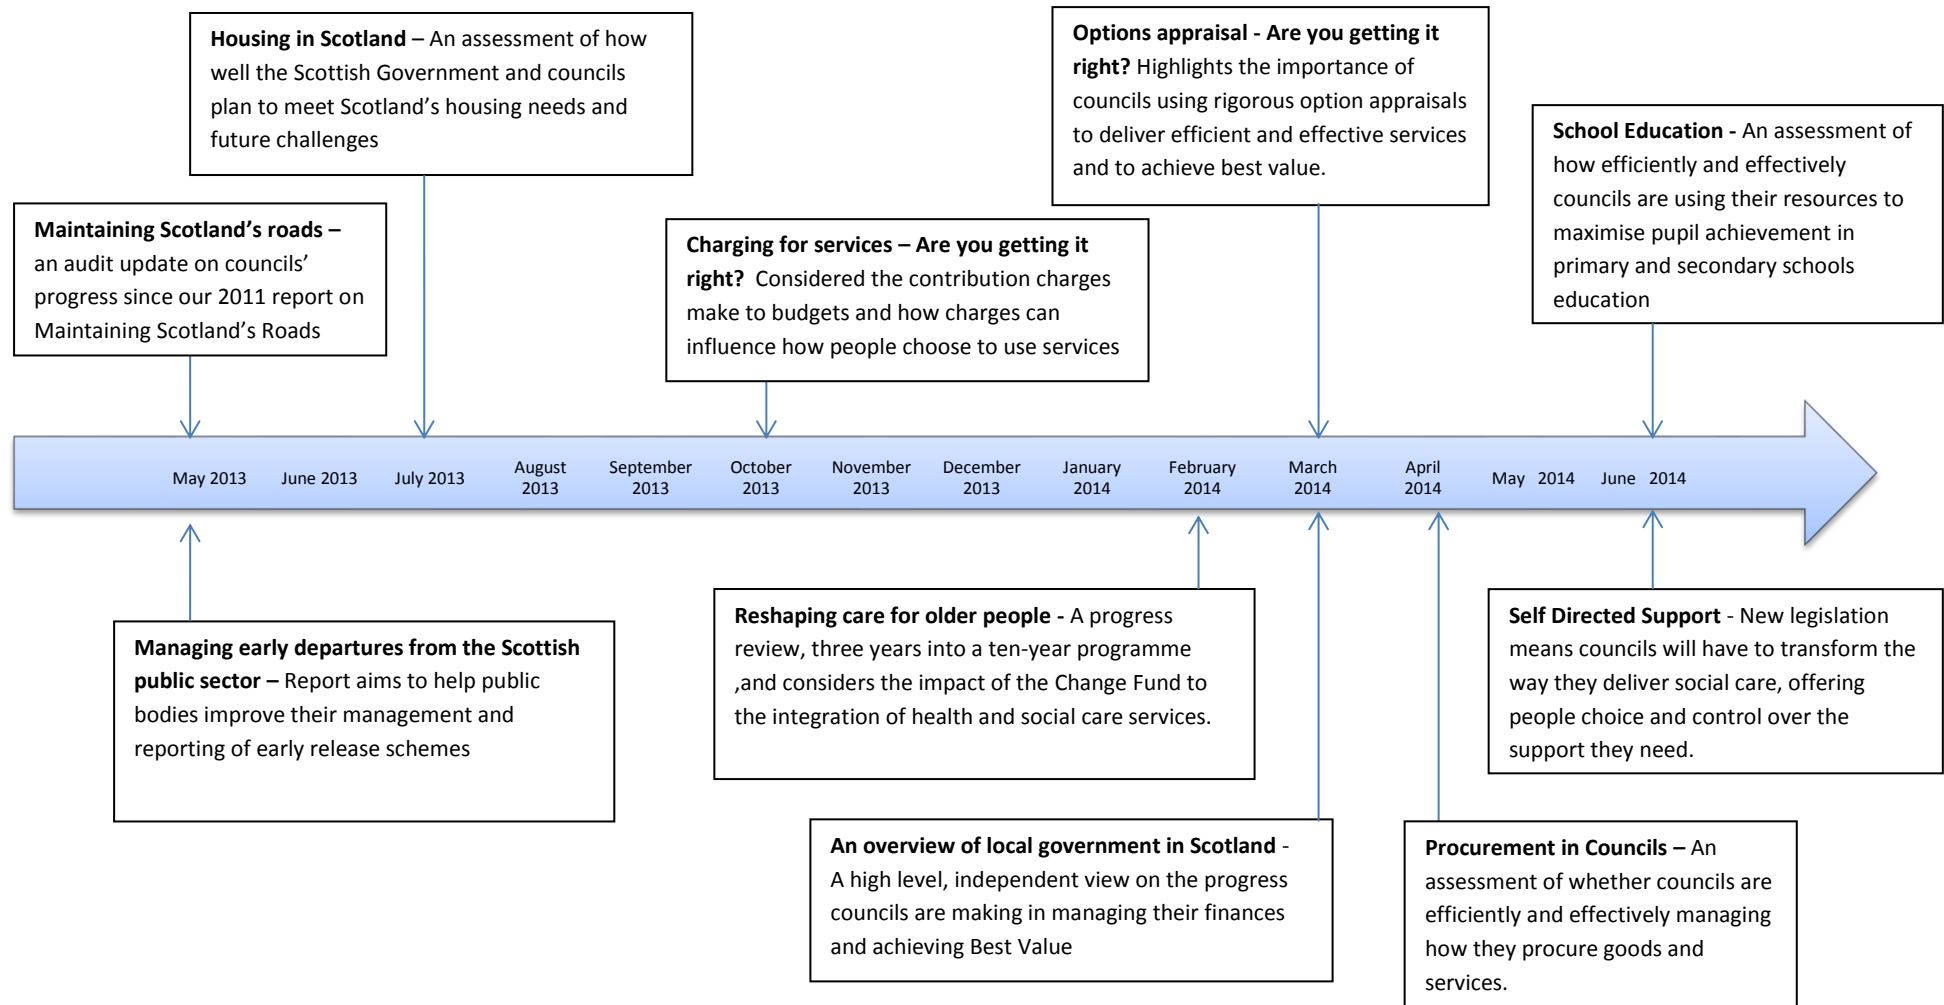 Housing in Scotland – An assessment of how
well the Scottish Government and councils
plan to meet Scotland’s housing needs and
future challenges
Options appraisal - Are you getting it
right? Highlights the importance of
councils using rigorous option appraisals
to deliver efficient and effective services
and to achieve best value.
School Education - An assessment of
how efficiently and effectively
councils are using their resources to
maximise pupil achievement in
primary and secondary schools
education
Maintaining Scotland’s roads –
an audit update on councils’
progress since our 2011 report on
Maintaining Scotland’s Roads
Charging for services – Are you getting it
right?  Considered the contribution charges
make to budgets and how charges can
influence how people choose to use services
May 2013
June 2013
July 2013
August
2013
September
2013
October
2013
November
2013
December
2013
January
2014
February
2014
March
2014
April
2014
May   2014
June   2014
Managing early departures from the Scottish
public sector – Report aims to help public
bodies improve their management and
reporting of early release schemes
Reshaping care for older people - A progress
review, three years into a ten-year programme
,and considers the impact of the Change Fund to
the integration of health and social care services.
Self Directed Support - New legislation
means councils will have to transform the
way they deliver social care, offering
people choice and control over the
support they need.
An overview of local government in Scotland -
A high level, independent view on the progress
councils are making in managing their finances
and achieving Best Value
Procurement in Councils – An
assessment of whether councils are
efficiently and effectively managing
how they procure goods and
services.